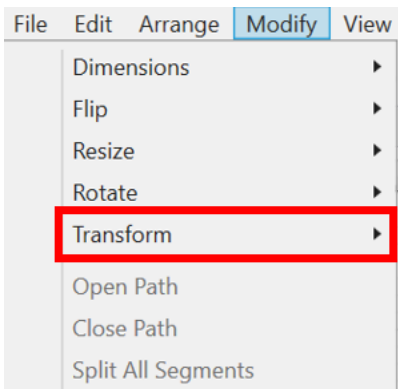 File Edit Arrange Modify View
Dimensions
Flip
Resize
Rotate
Transform
Open Path
Close Path
Split All Segments